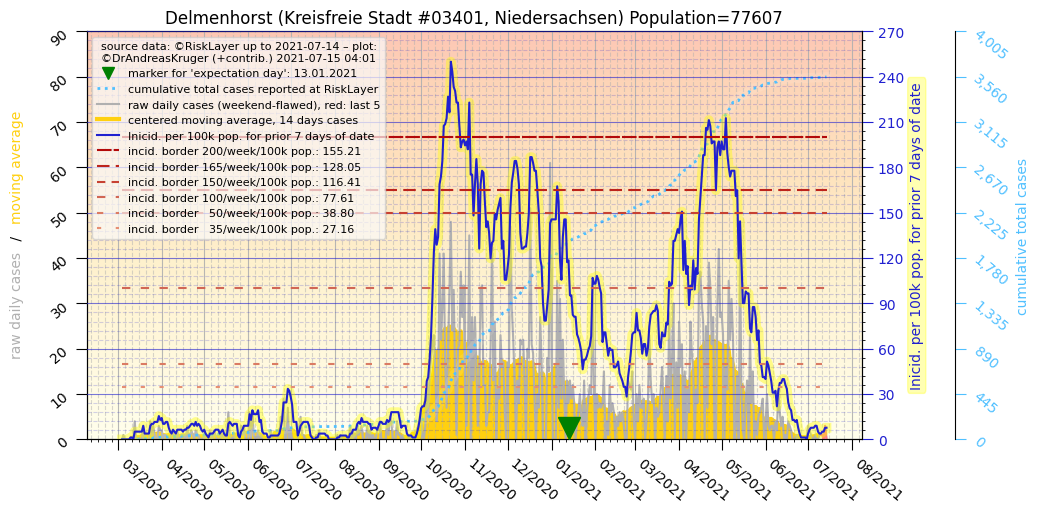 Delmenhorst (Kreisfreie Stadt #03401, Niedersachsen) Population=77607
source data: ©RiskLayer up to 2021-07-14 – plot:
©DrAndreasKruger (+contrib.) 2021-07-15 04:01
marker for 'expectation day': 13.01.2021
cumulative total cases reported at RiskLayer
raw daily cases (weekend-flawed), red: last 5
centered moving average, 14 days cases
Inicid. per 100k pop. for prior 7 days of date
incid. border 200/week/100k pop.: 155.21
incid. border 165/week/100k pop.: 128.05
incid. border 150/week/100k pop.: 116.41
incid. border 100/week/100k pop.: 77.61
incid. border 50/week/100k pop.: 38.80
incid. border 35/week/100k pop.: 27.16
raw daily cases / moving average
90
80
70
60
50
40
30
20
10
0
270
240
210
180
150
120
90
60
30
0
Inicid. per 100k pop. for prior 7 days of date
4,005
3,560
3,115
2,670
2,225
1,780
1,335
890
445
0
cumulative total cases
03/2020
04/2020
05/2020
06/2020
07/2020
08/2020
09/2020
10/2020
11/2020
12/2020
01/2021
02/2021
03/2021
04/2021
05/2021
06/2021
07/2021
08/2021